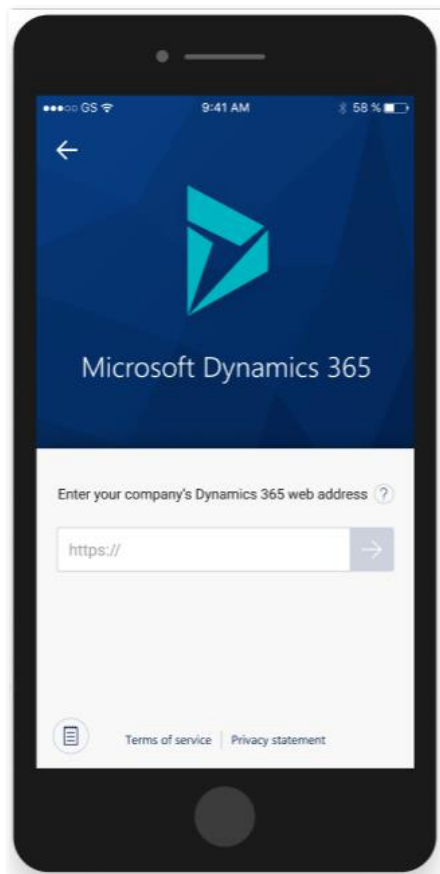 GS 9:41 AM 58 %
Microsoft Dynamics 365
Enter your company's Dynamics 365 web address ?
https://
Terms of service | Privacy statement